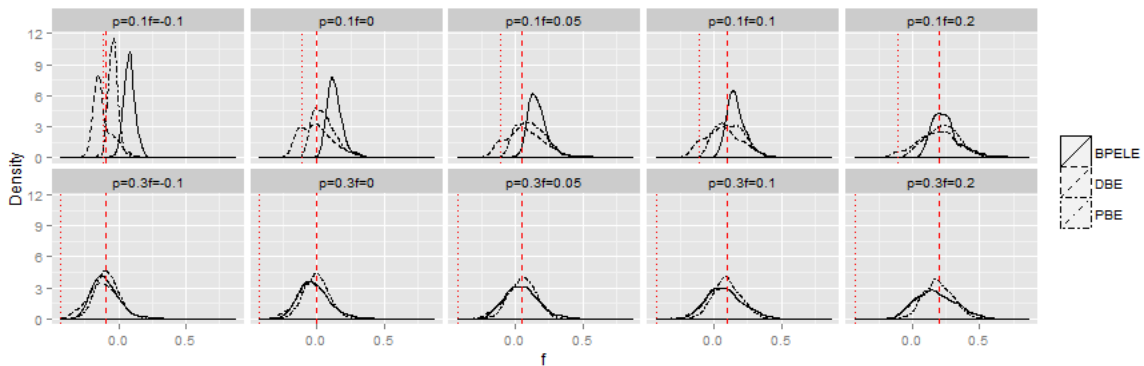 p=0.1f=-0.1 p=0.1f=0 p=0.1f=0.05 p=0.1f=0.1 p=0.1f=0.2
12
9
6
3
0
Density
p=0.3f=-0.1 p=0.3f=0 p=0.3f=0.05 p=0.3f=0.1 p=0.3f=0.2
12
9
6
3
0
0.0 0.5 0.0 0.5 0.0 0.5 0.0 0.5 0.0 0.5
f
BPELE
DBE
PBE